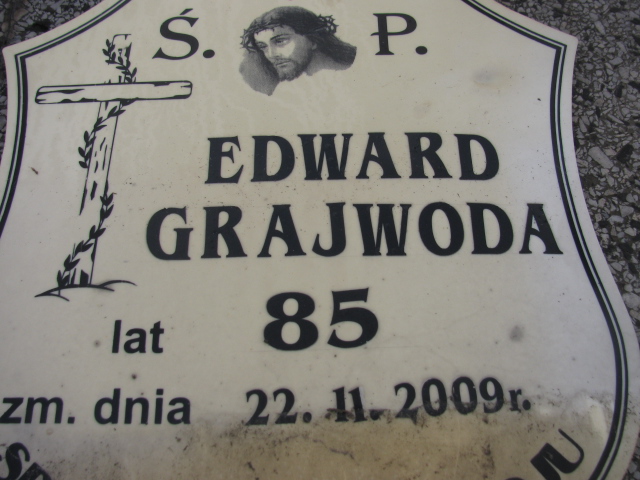 Ś. P.
EDWARD
GRAJWODA
lat 85
zm. dnia 22. 11. 2009r.